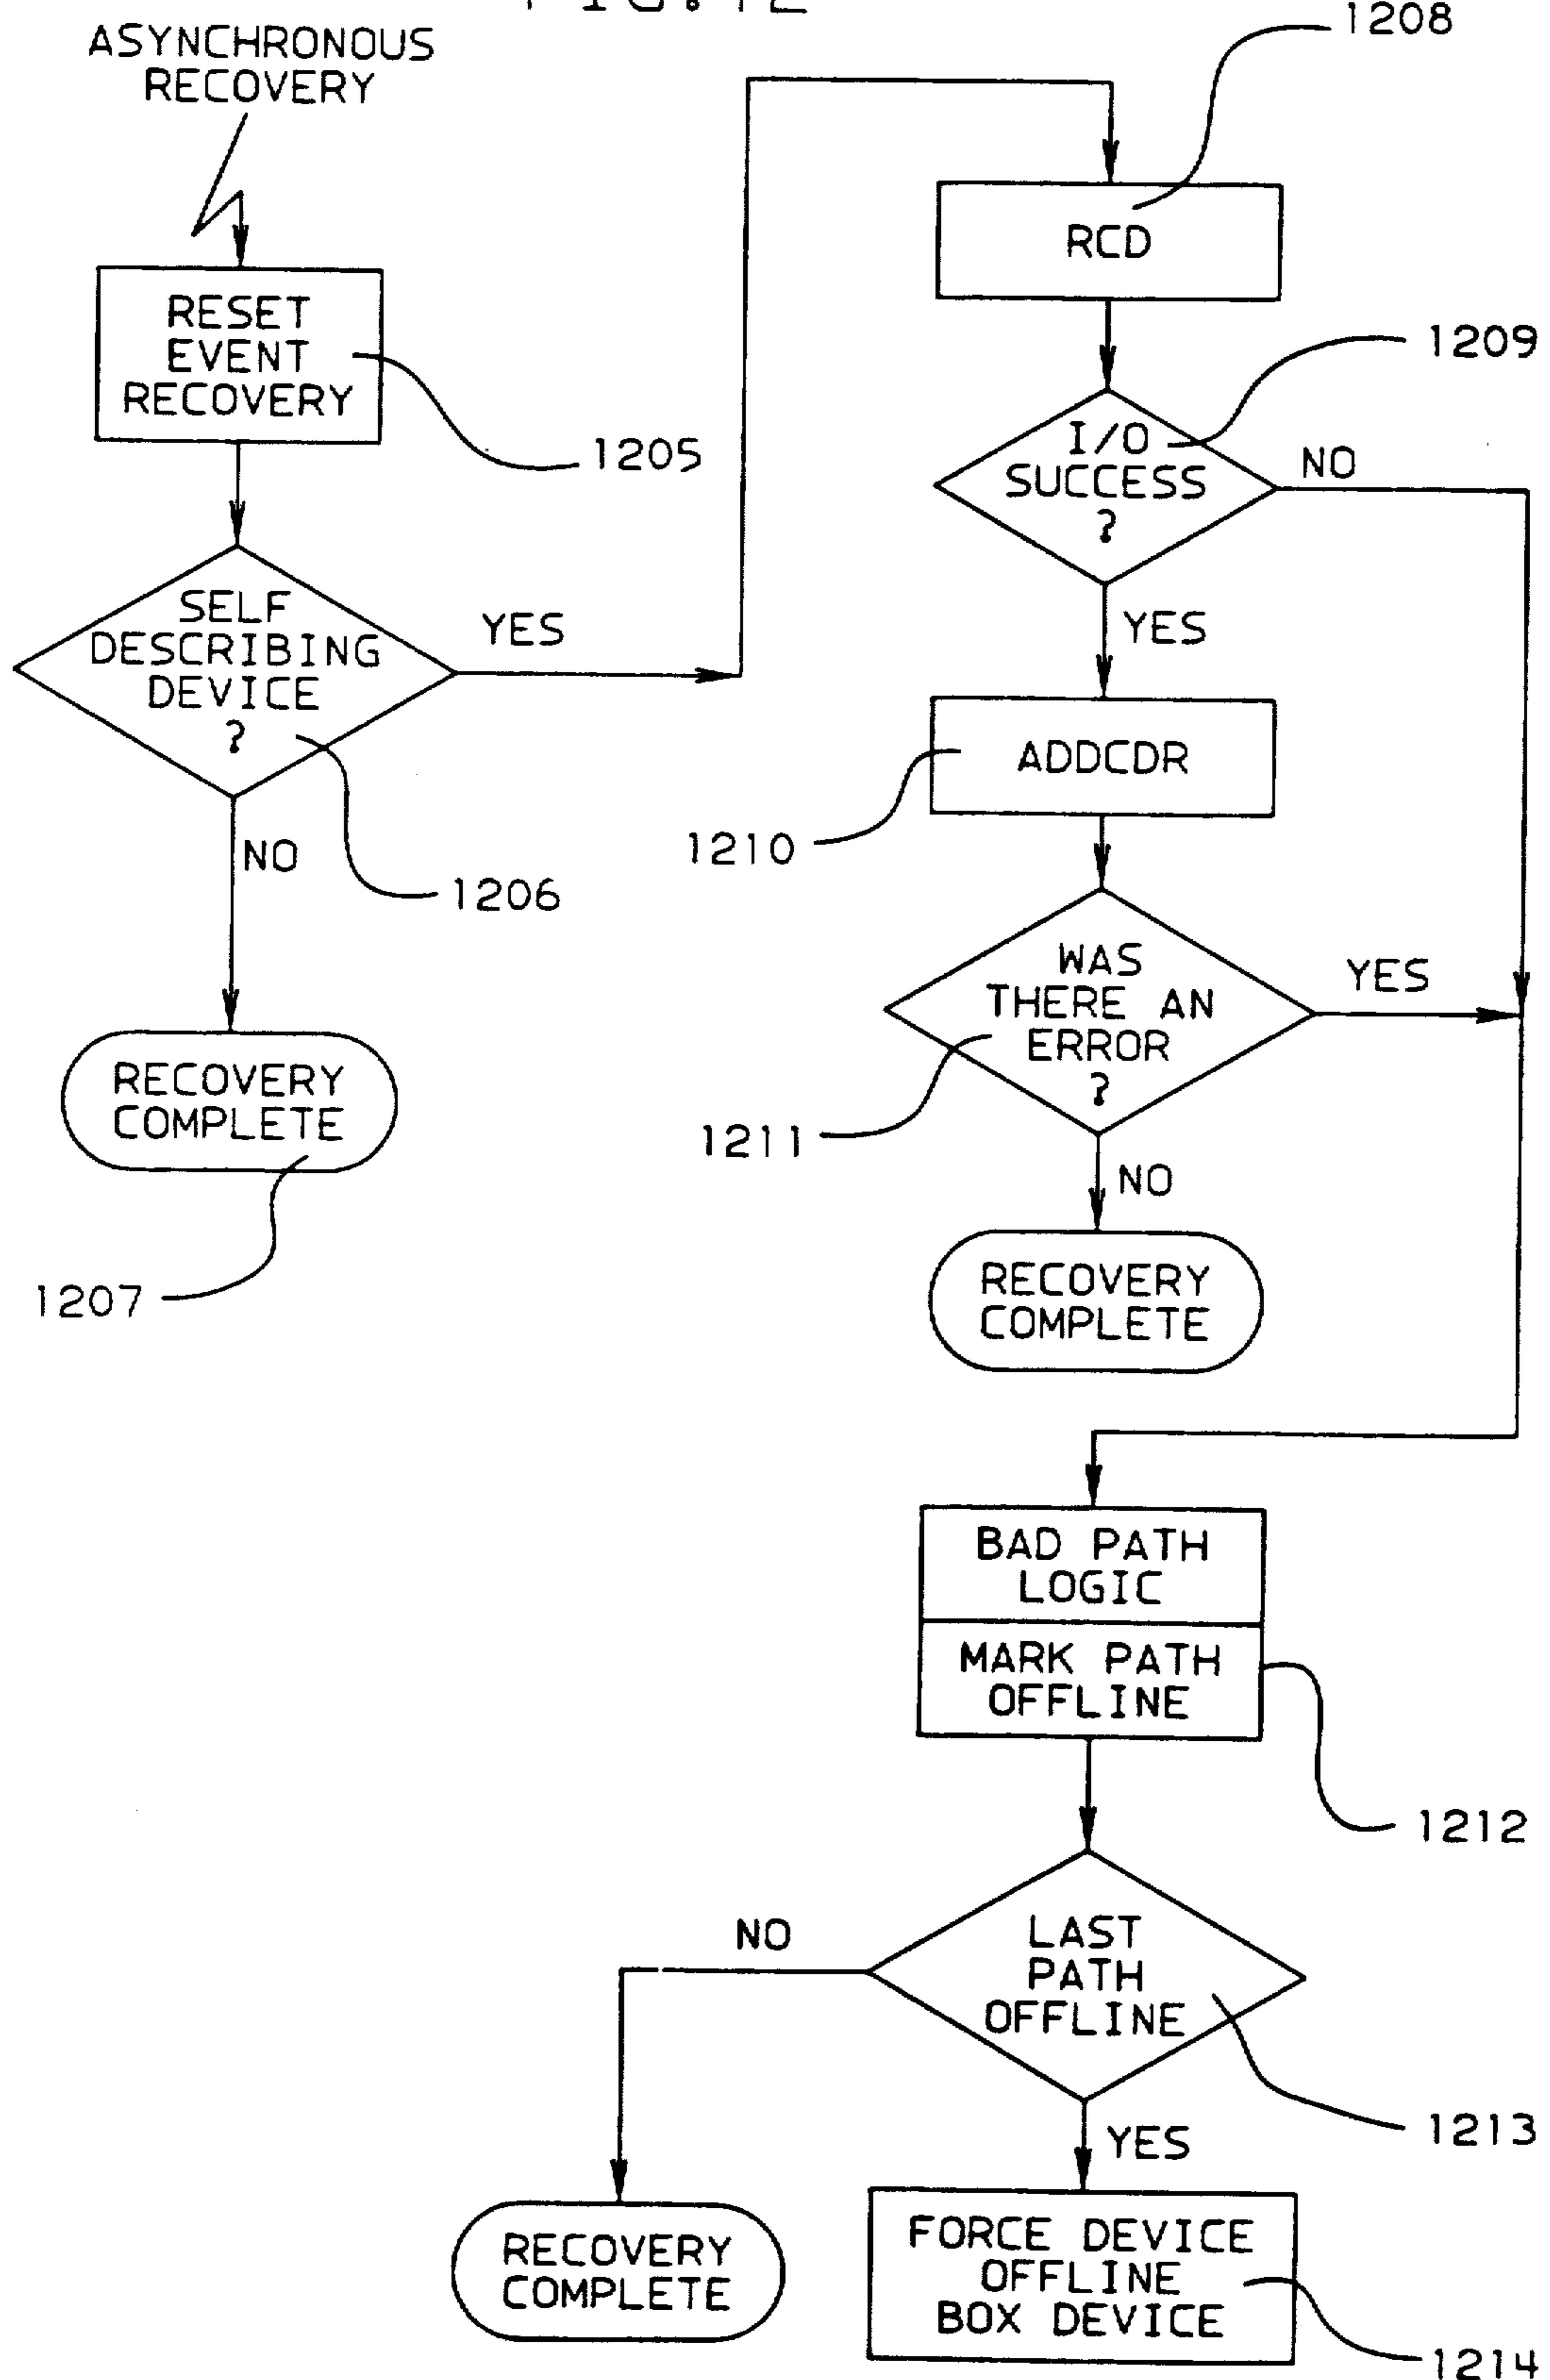 FIG.12
ASYNCHRONOUS
RECOVERY
RESET
EVENT
RECOVERY
1205
SELF
DESCRIBING
DEVICE
?
YES
1206
NO
RECOVERY
COMPLETE
1207
1208
RCD
1209
I/O
SUCCESS
?
NO
YES
ADDCDR
1210
WAS
THERE AN
ERROR
?
YES
1211
NO
RECOVERY
COMPLETE
BAD PATH
LOGIC
MARK PATH
OFFLINE
1212
LAST
PATH
OFFLINE
NO
1213
YES
RECOVERY
COMPLETE
FORCE DEVICE
OFFLINE
BOX DEVICE
1214